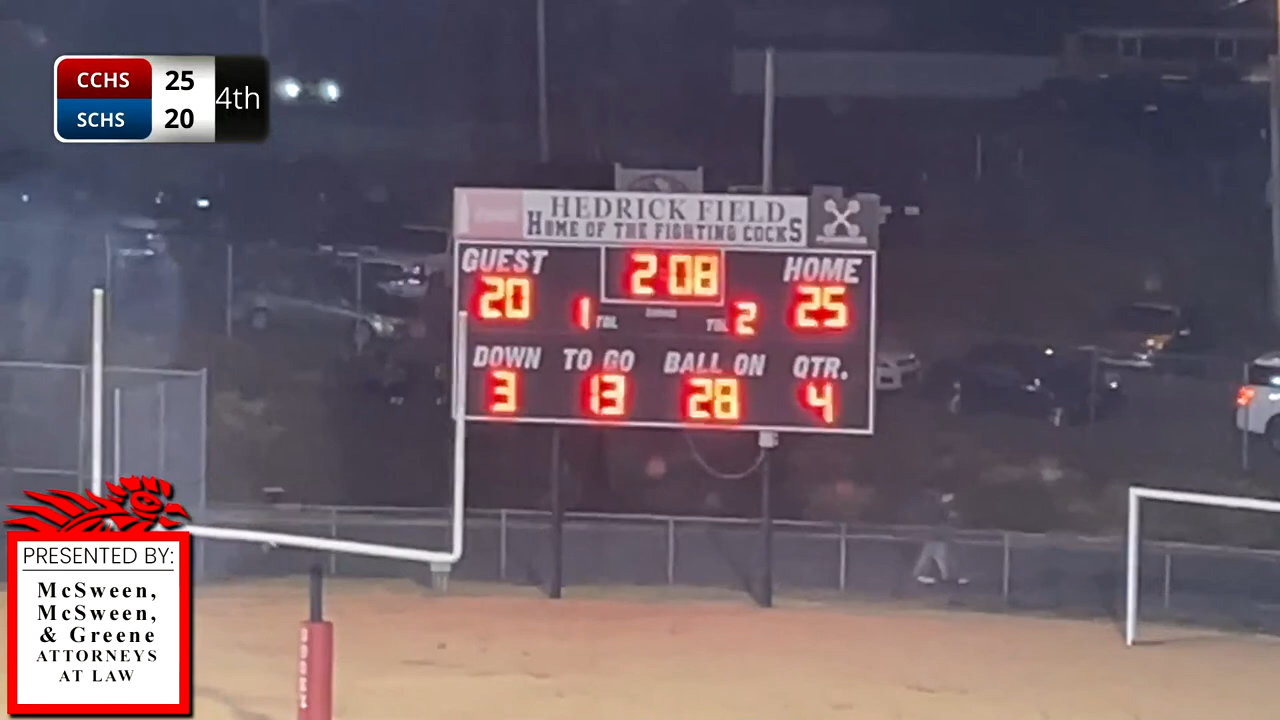 CCHS 25
SCHS 20
4th
HEDRICK FIELD
HOME OF THE FIGHTING COCKS
GUEST 2:08 HOME
20 1 TOL TOL 2 25
DOWN TO GO BALL ON QTR.
3 13 28 4
PRESENTED BY:
McSween,
McSween,
& Greene
ATTORNEYS
AT LAW